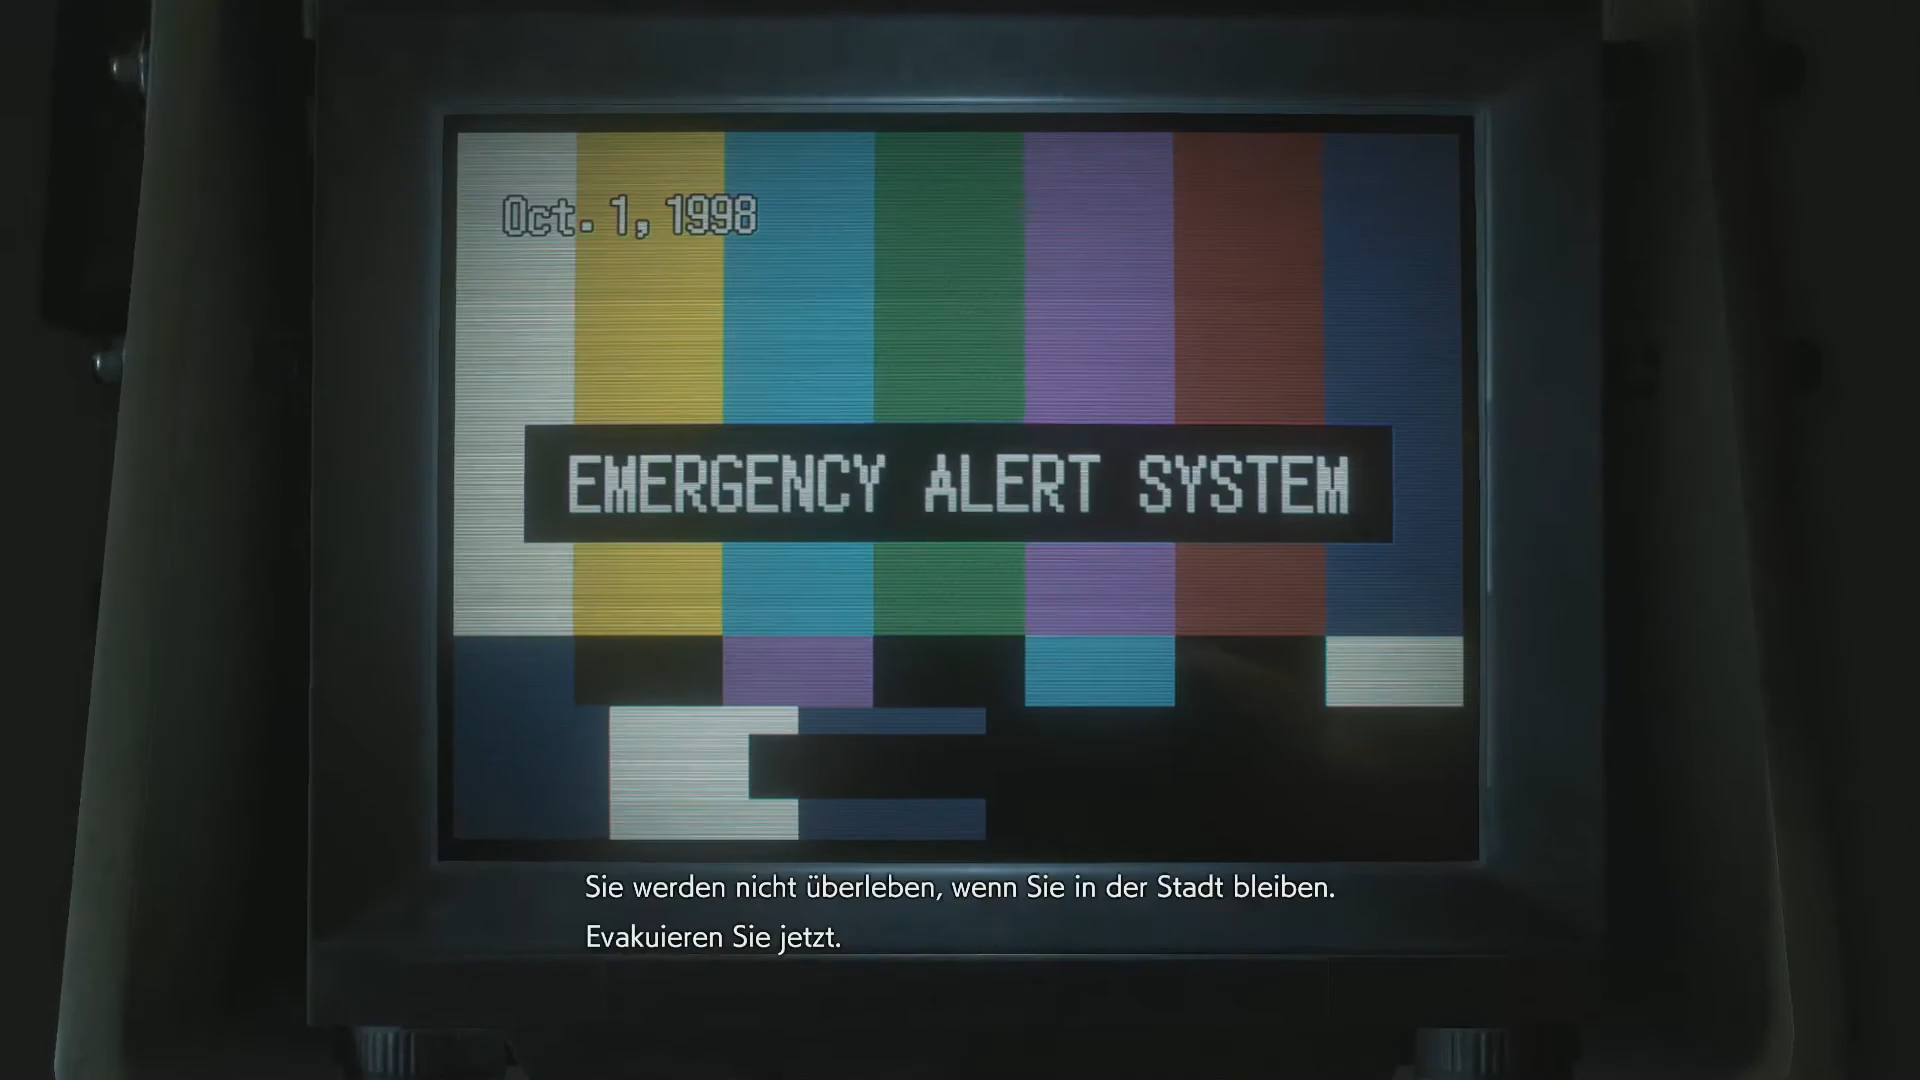 Oct. 1, 1998
EMERGENCY ALERT SYSTEM
Sie werden nicht überleben, wenn Sie in der Stadt bleiben.
Evakuieren Sie jetzt.